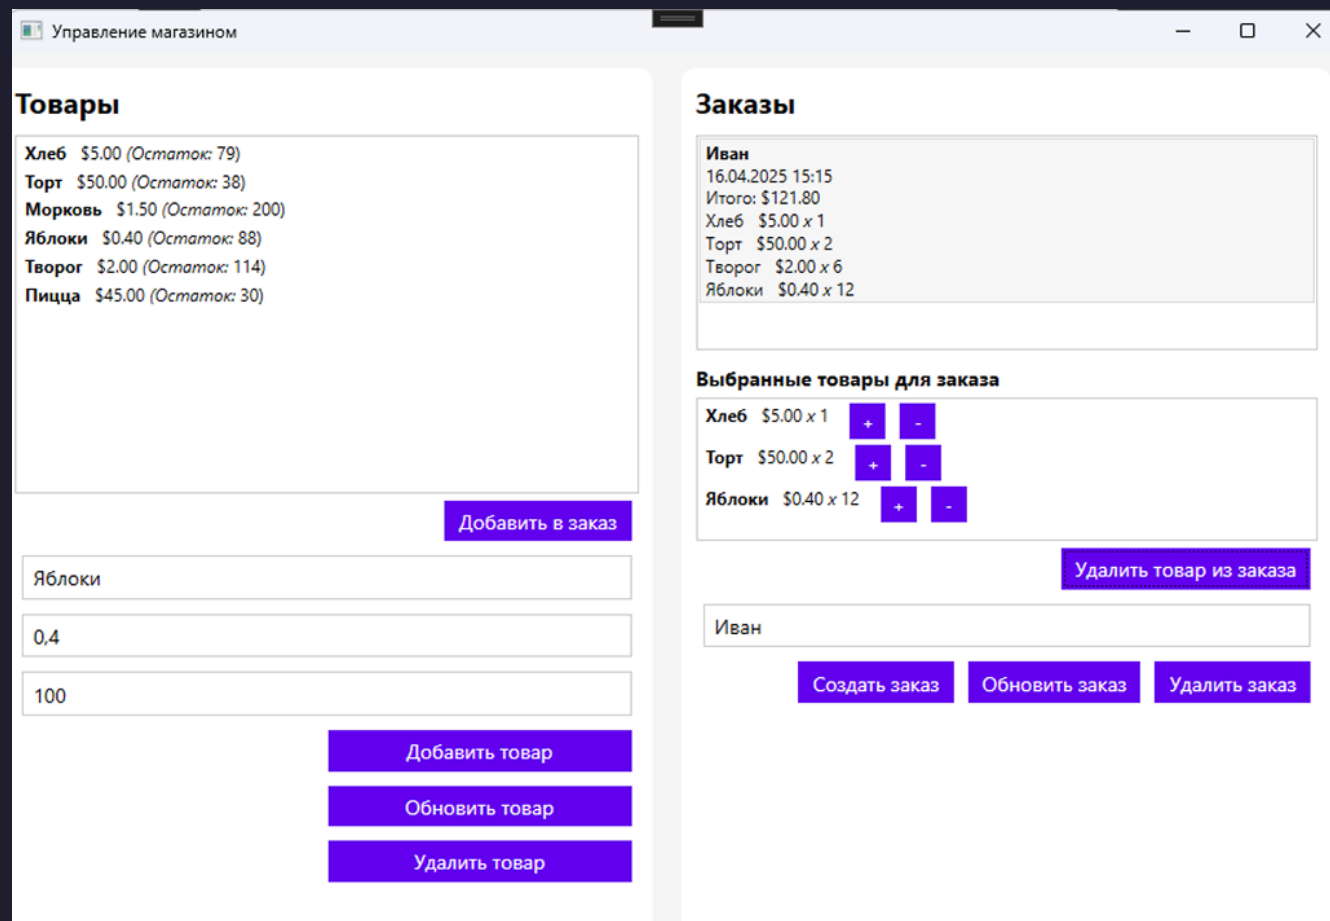 Управление магазином
Товары
Хлеб $5.00 (Остаток: 79)
Торт $50.00 (Остаток: 38)
Морковь $1.50 (Остаток: 200)
Яблоки $0.40 (Остаток: 88)
Творог $2.00 (Остаток: 114)
Пицца $45.00 (Остаток: 30)
Добавить в заказ
Яблоки
0,4
100
Добавить товар
Обновить товар
Удалить товар
Заказы
Иван
16.04.2025 15:15
Итого: $121.80
Хлеб $5.00 x 1
Торт $50.00 x 2
Творог $2.00 x 6
Яблоки $0.40 x 12
Выбранные товары для заказа
Хлеб $5.00 x 1 + -
Торт $50.00 x 2 + -
Яблоки $0.40 x 12 + -
Удалить товар из заказа
Иван
Создать заказ Обновить заказ Удалить заказ